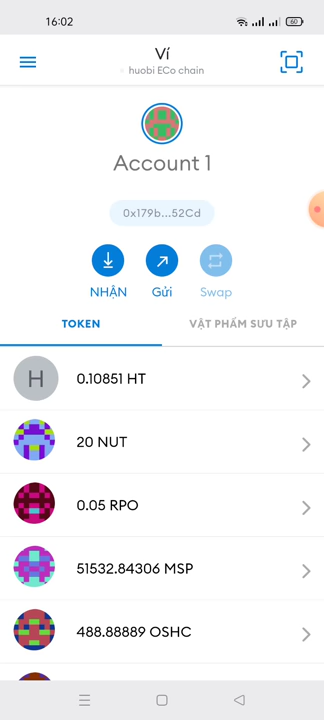 16:02
60
Ví
huobi ECo chain
Account 1
0x179b...52Cd
NHẬN
Gửi
Swap
TOKEN
VẬT PHẨM SƯU TẬP
H
0.10851 HT
20 NUT
0.05 RPO
51532.84306 MSP
488.88889 OSHC